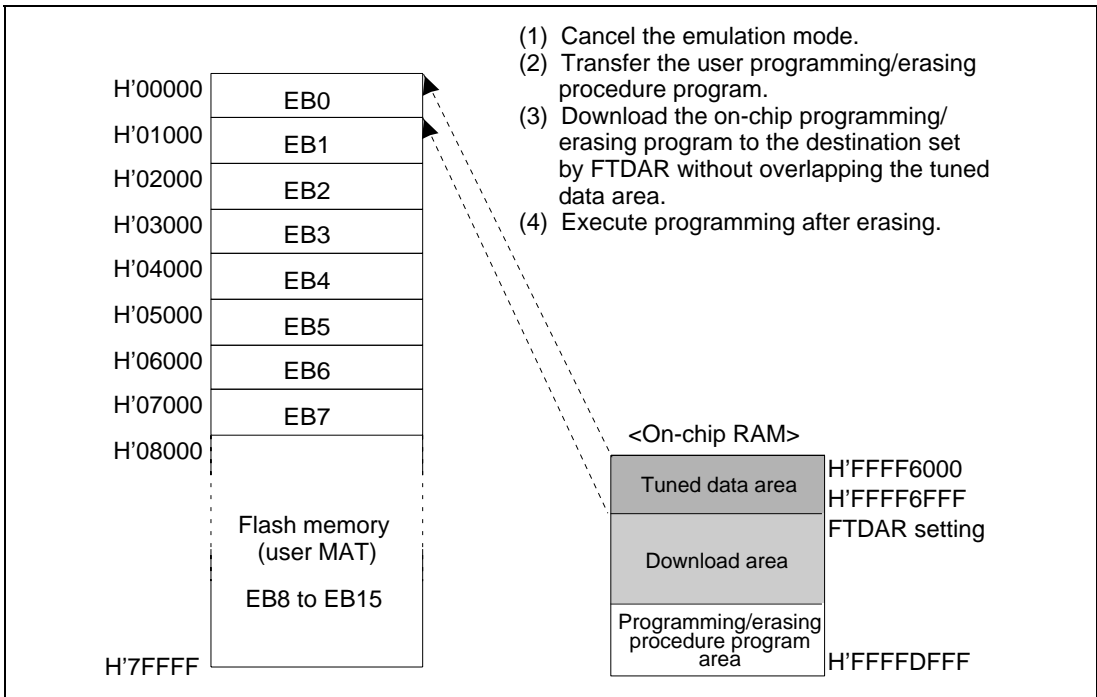 (1) Cancel the emulation mode.
(2) Transfer the user programming/erasing
procedure program.
(3) Download the on-chip programming/
erasing program to the destination set
by FTDAR without overlapping the tuned
data area.
(4) Execute programming after erasing.
H'00000
EB0
H'01000
EB1
H'02000
EB2
H'03000
EB3
H'04000
EB4
H'05000
EB5
H'06000
EB6
H'07000
EB7
H'08000
Flash memory
(user MAT)
EB8 to EB15
H'7FFFF
<On-chip RAM>
Tuned data area
H'FFFF6000
H'FFFF6FFF
FTDAR setting
Download area
Programming/erasing
procedure program
area
H'FFFFDFFF